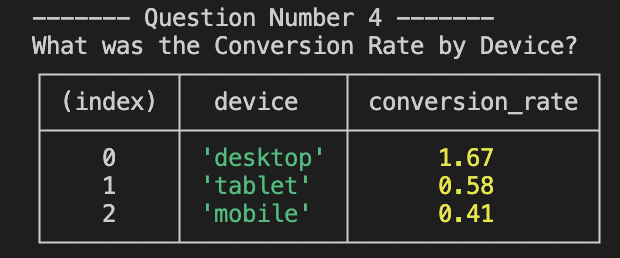 ------- Question Number 4 -------
What was the Conversion Rate by Device?
(index) device conversion_rate
0 'desktop' 1.67
1 'tablet' 0.58
2 'mobile' 0.41